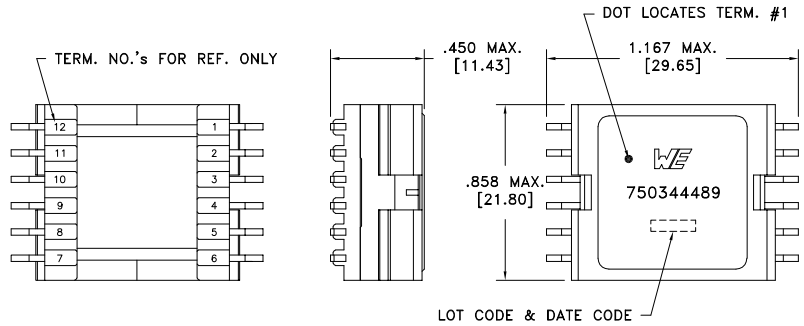 DOT LOCATES TERM. #1
TERM. NO.'s FOR REF. ONLY
.450 MAX.
[11.43]
1.167 MAX.
[29.65]
12 1
11 2
10 3
9 4
8 5
7 6
.858 MAX.
[21.80]
WE
750344489
LOT CODE & DATE CODE